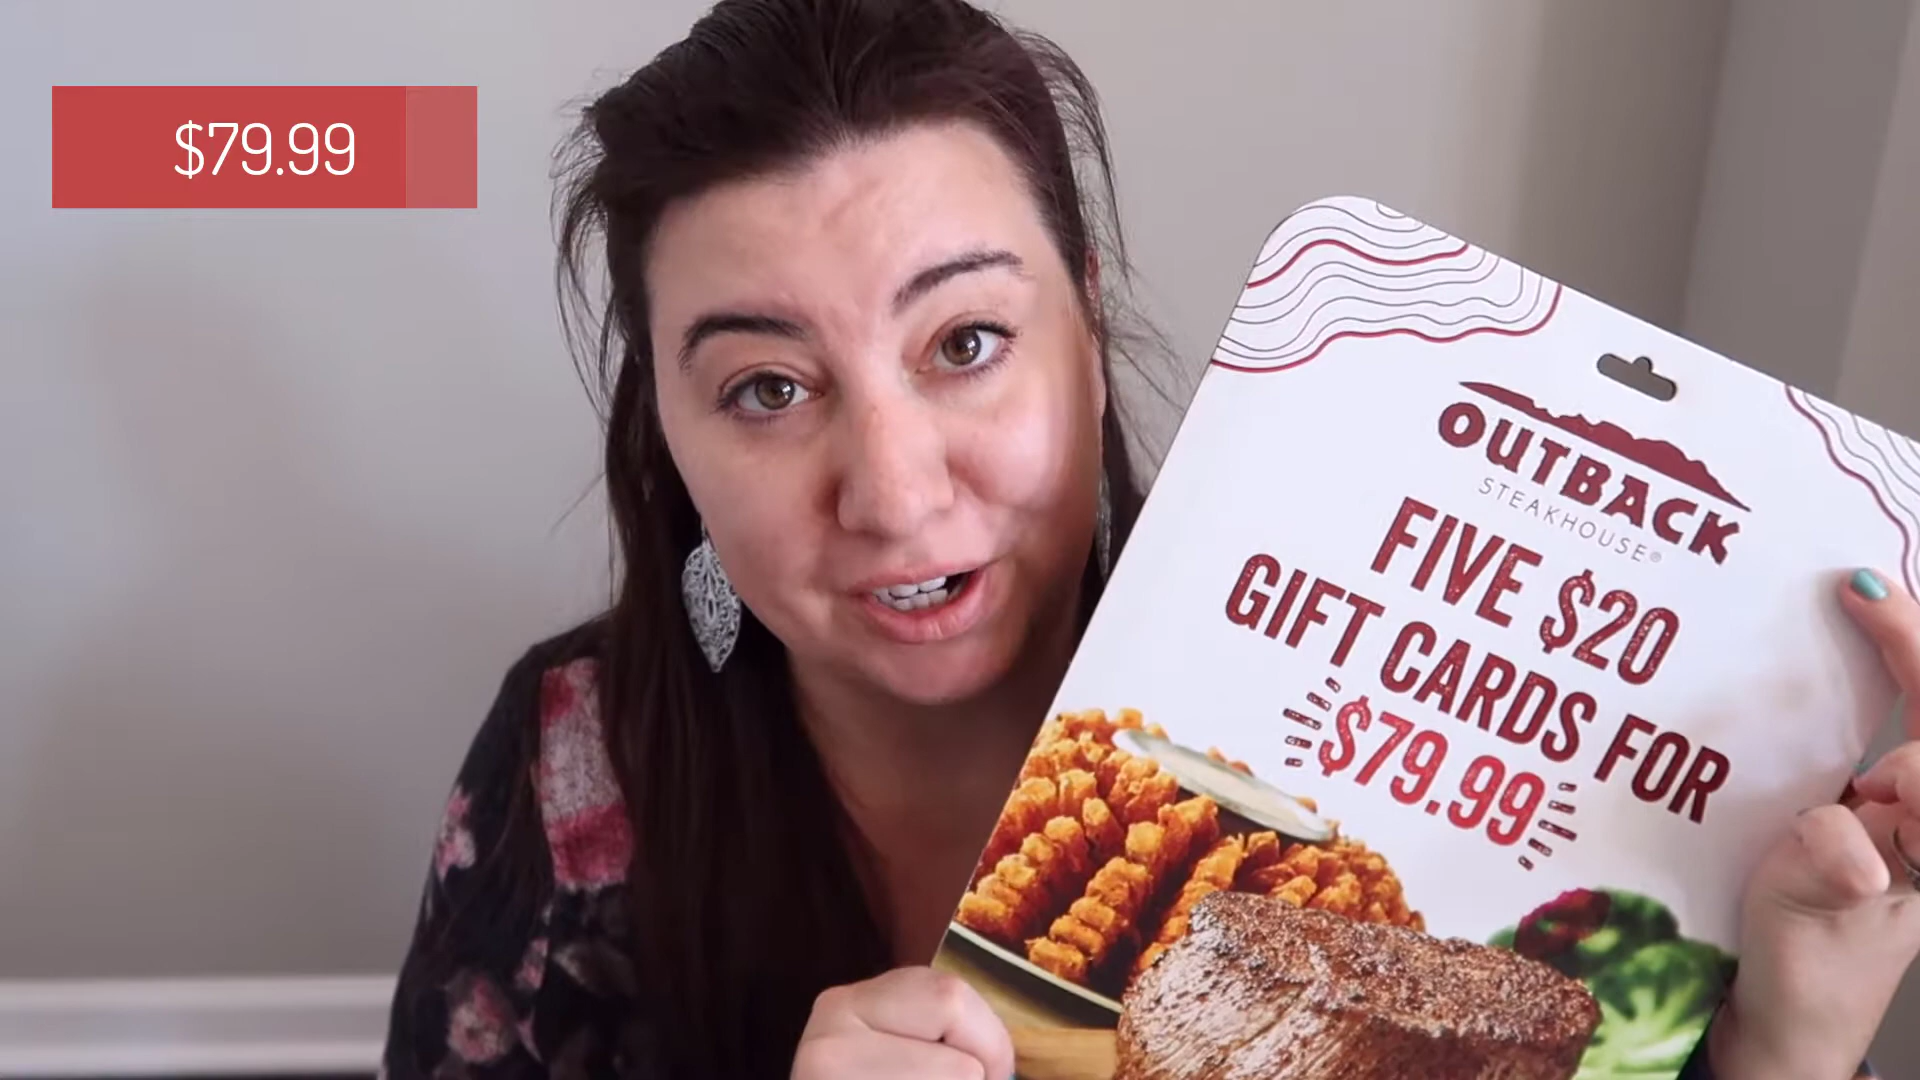 $79.99
OUTBACK
STEAKHOUSE®
FIVE $20
GIFT CARDS FOR
$79.99